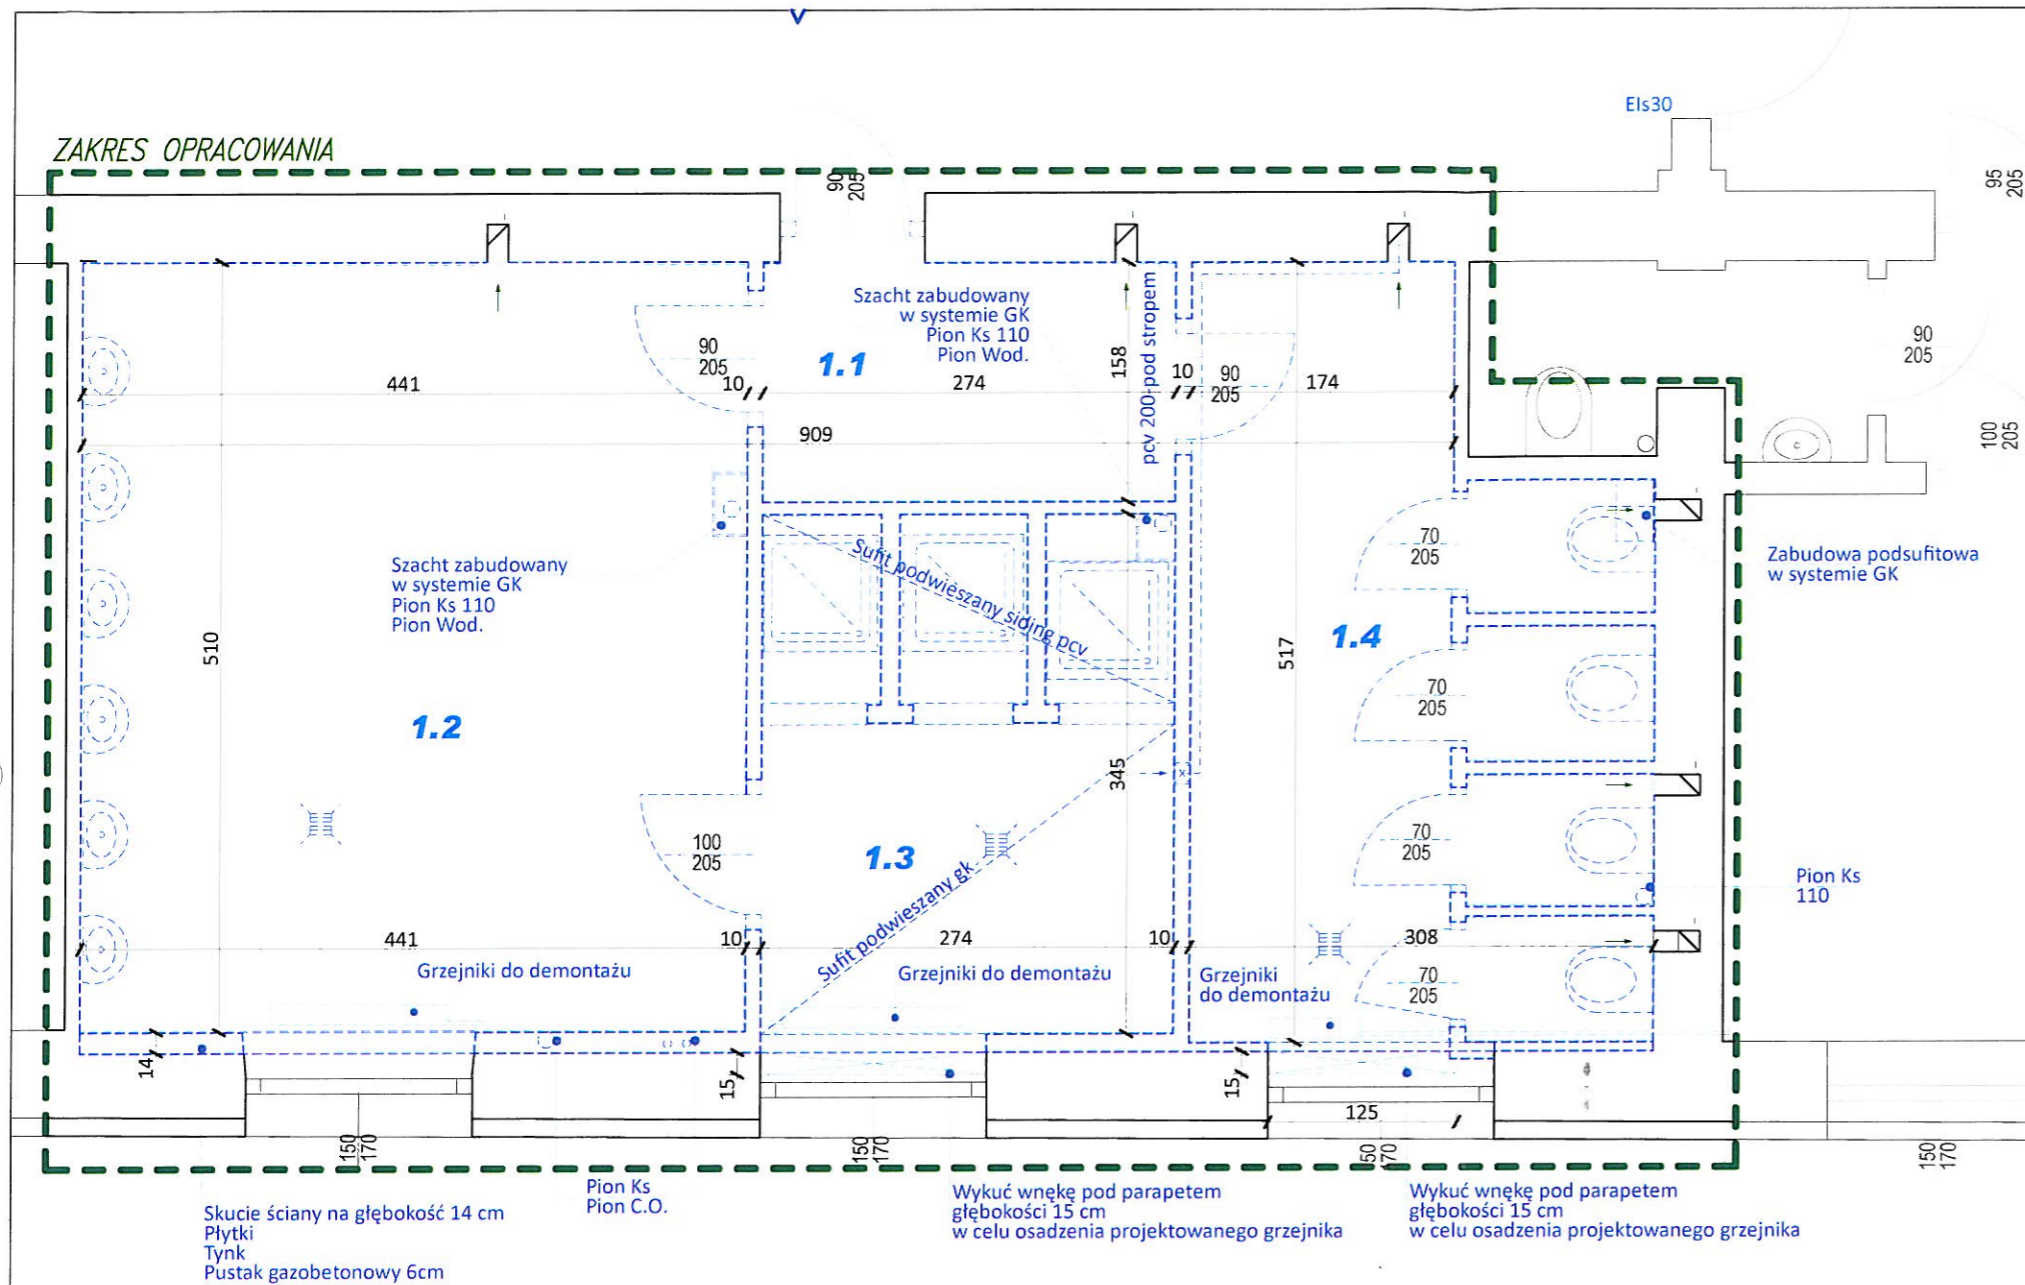 EIs30
ZAKRES OPRACOWANIA
90
205
95
205
Szacht zabudowany
w systemie GK
Pion Ks 110
Pion Wod.
pcv 200-pod stropem
158
90
205
1.1
10
90
205
90
205
441
10
274
174
909
100
205
Szacht zabudowany
w systemie GK
Pion Ks 110
Pion Wod.
Sufit podwieszany siding pcv
70
205
Zabudowa podsufitowa
w systemie GK
510
517
1.4
1.2
70
205
345
100
205
1.3
70
205
Sufit podwieszany gk
Pion Ks
110
441
10
274
10
308
Grzejniki do demontażu
Grzejniki do demontażu
Grzejniki
do demontażu
70
205
14
15
15
125
150
170
150
170
150
170
Skucie ściany na głębokość 14 cm
Płytki
Tynk
Pustak gazobetonowy 6cm
Pion Ks
Pion C.O.
Wykuć wnękę pod parapetem
głębokości 15 cm
w celu osadzenia projektowanego grzejnika
Wykuć wnękę pod parapetem
głębokości 15 cm
w celu osadzenia projektowanego grzejnika